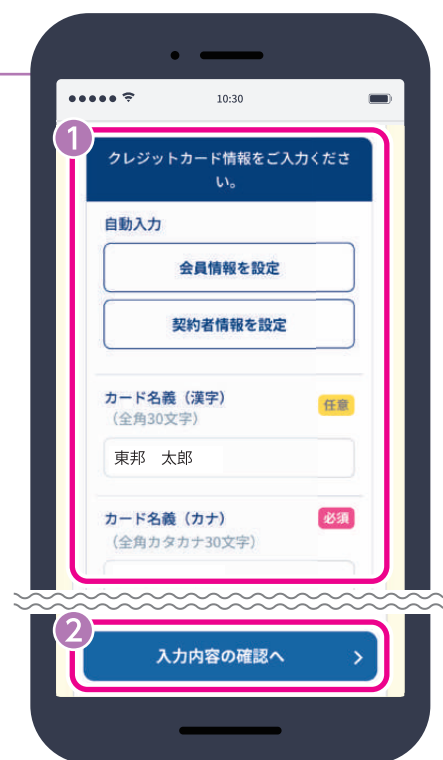 10:30
1
クレジットカード情報をご入力くださ
い。
自動入力
会員情報を設定
契約者情報を設定
カード名義（漢字）
任意
（全角30文字）
東邦　太郎
カード名義（カナ）
必須
（全角カタカナ30文字）
2
入力内容の確認へ